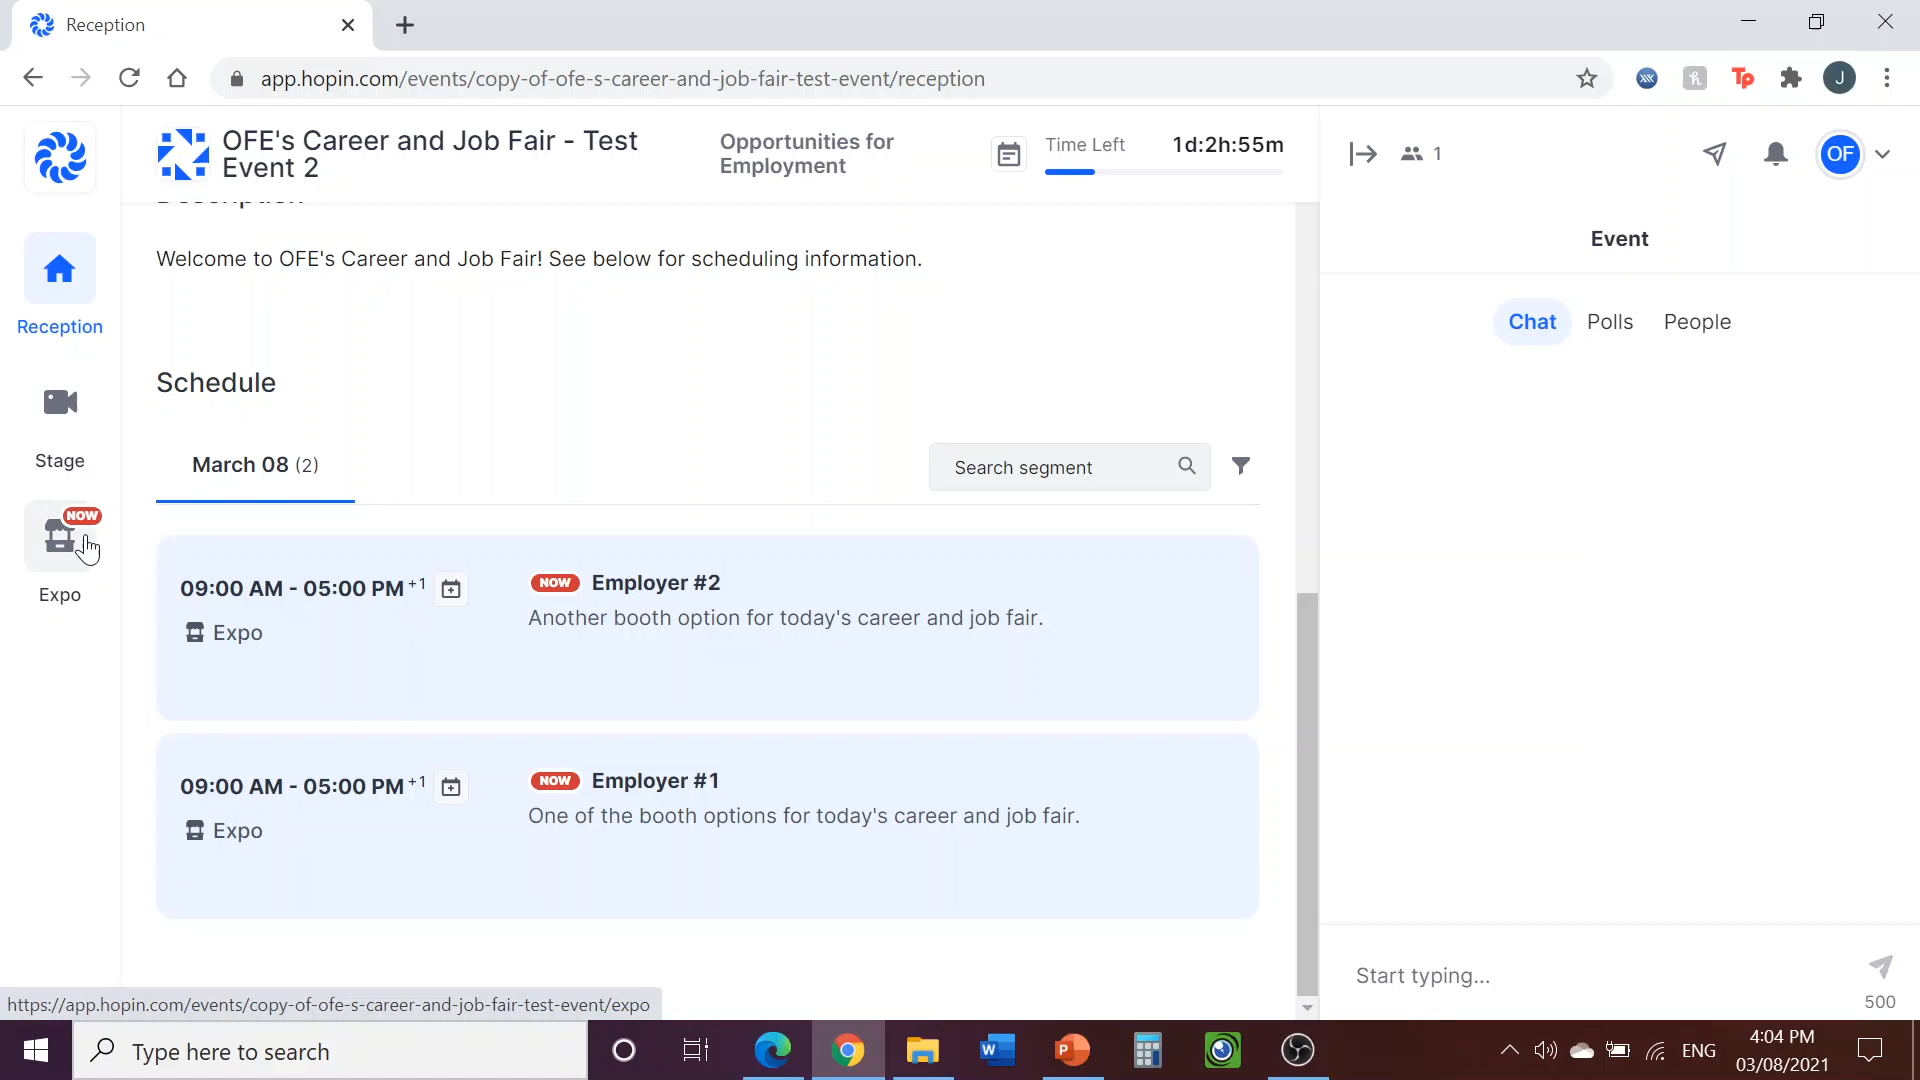 Reception
app.hopin.com/events/copy-of-ofe-s-career-and-job-fair-test-event/reception
J
OFE's Career and Job Fair - Test
Event 2
Opportunities for
Employment
Time Left
1d:2h:55m
1
OF
Reception
Stage
NOW
Expo
Description
Welcome to OFE's Career and Job Fair! See below for scheduling information.
Schedule
March 08 (2)
Search segment
09:00 AM - 05:00 PM +1
Expo
NOW Employer #2
Another booth option for today's career and job fair.
09:00 AM - 05:00 PM +1
Expo
NOW Employer #1
One of the booth options for today's career and job fair.
Event
Chat
Polls
People
Start typing...
500
https://app.hopin.com/events/copy-of-ofe-s-career-and-job-fair-test-event/expo
Type here to search
ENG
4:04 PM
03/08/2021